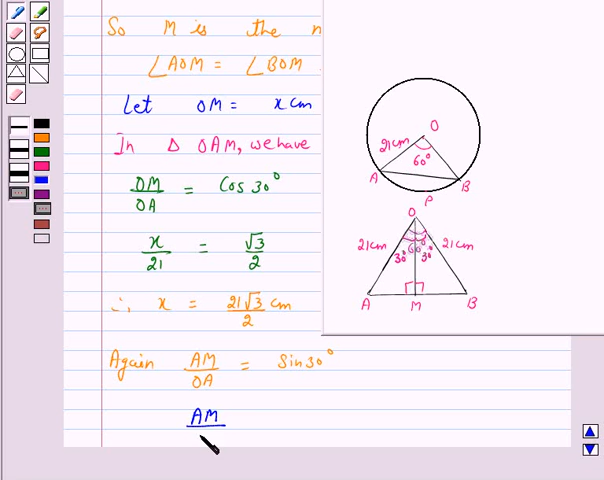 So M is the
∠AOM = ∠BOM
Let OM = x cm
In Δ OAM, we have
OM/OA = Cos 30°
x/21 = √3/2
∴ x = 21√3/2 cm
Again AM/OA = Sin 30°
AM
O
21cm
60°
A
B
P
O
21cm
60°
21cm
30°
30°
A
M
B